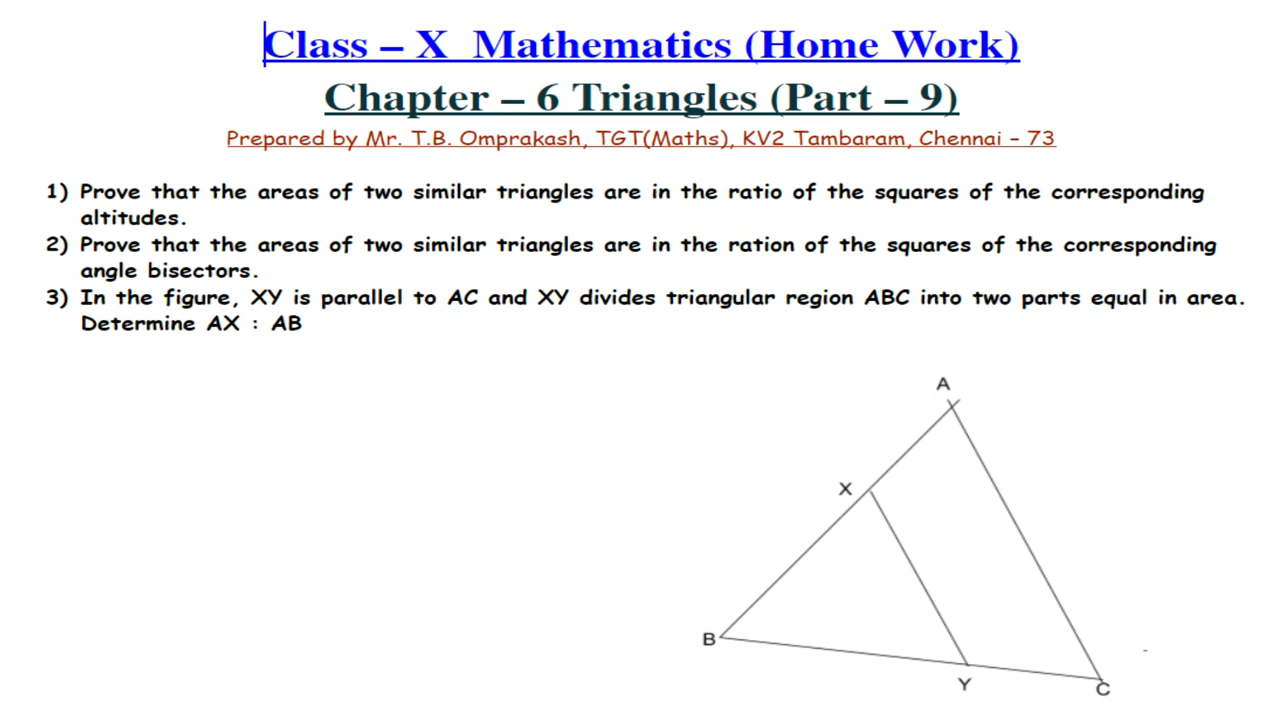 Class – X  Mathematics (Home Work)
Chapter – 6 Triangles (Part – 9)
Prepared by Mr. T.B. Omprakash, TGT(Maths), KV2 Tambaram, Chennai – 73
1) Prove that the areas of two similar triangles are in the ratio of the squares of the corresponding
altitudes.
2) Prove that the areas of two similar triangles are in the ration of the squares of the corresponding
angle bisectors.
3) In the figure, XY is parallel to AC and XY divides triangular region ABC into two parts equal in area.
Determine AX : AB
A
X
B
Y
C